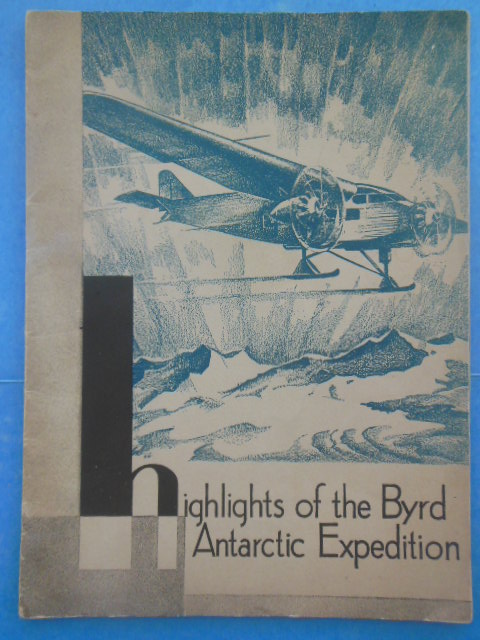 highlights of the Byrd
Antarctic Expedition